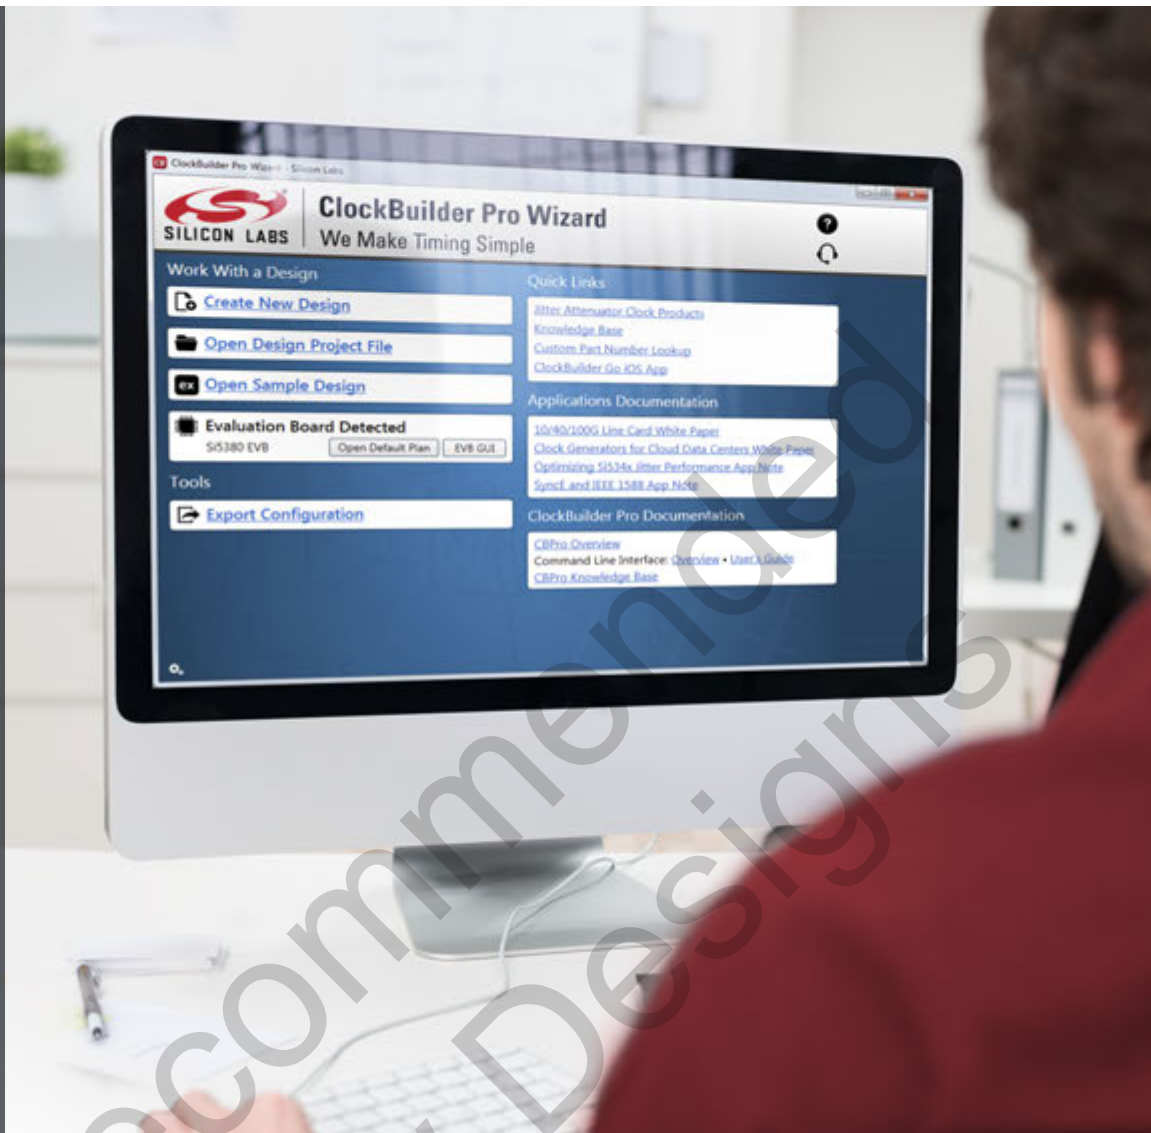 ClockBuilder Pro Wizard - Silicon Labs
SILICON LABS
ClockBuilder Pro Wizard
We Make Timing Simple
?
Work With a Design
Create New Design
Open Design Project File
ex
Open Sample Design
Evaluation Board Detected
Si5380 EVB
Open Default Plan
EVB GUI
Tools
Export Configuration
Quick Links
Jitter Attenuator Clock Products
Knowledge Base
Custom Part Number Lookup
ClockBuilder Go iOS App
Applications Documentation
10/40/100G Line Card White Paper
Clock Generators for Cloud Data Centers White Paper
Optimizing Si534x Jitter Performance App Note
SyncE and IEEE 1588 App Note
ClockBuilder Pro Documentation
CBPro Overview
Command Line Interface: Overview • User's Guide
CBPro Knowledge Base
ecommended
Designs